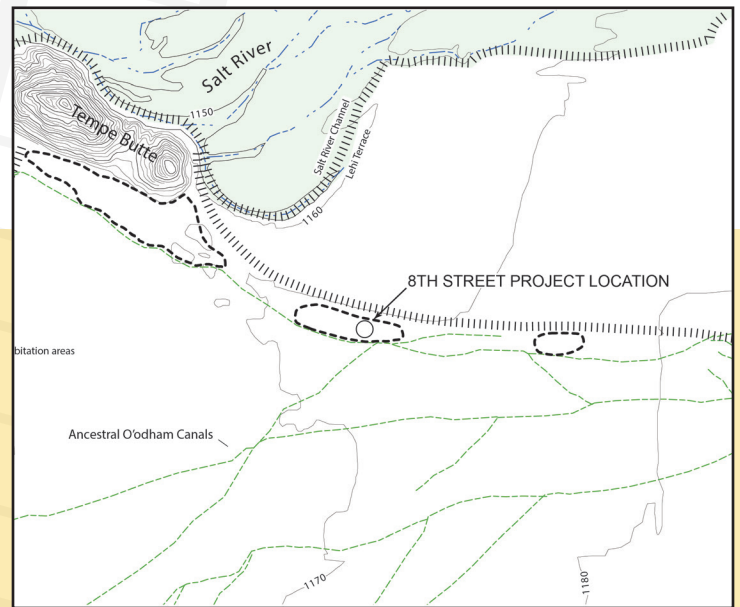 Salt River
1150
Tempe Butte
Salt River Channel
Lehi Terrace
1160
8TH STREET PROJECT LOCATION
bitation areas
Ancestral O'odham Canals
1170
1180